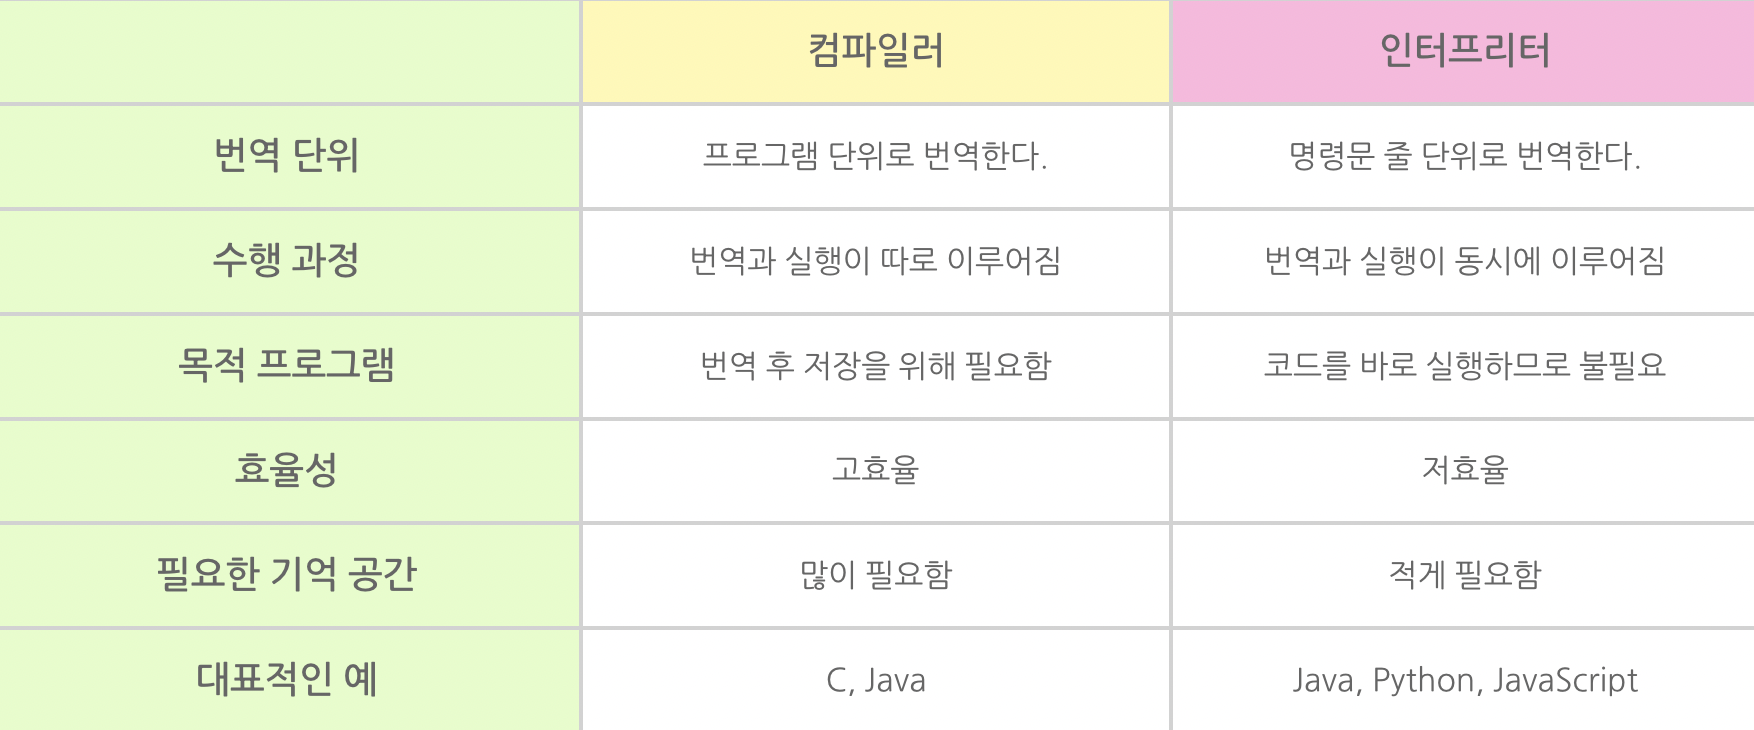 컴파일러 인터프리터
번역 단위 프로그램 단위로 번역한다. 명령문 줄 단위로 번역한다.
수행 과정 번역과 실행이 따로 이루어짐 번역과 실행이 동시에 이루어짐
목적 프로그램 번역 후 저장을 위해 필요함 코드를 바로 실행하므로 불필요
효율성 고효율 저효율
필요한 기억 공간 많이 필요함 적게 필요함
대표적인 예 C, Java Java, Python, JavaScript